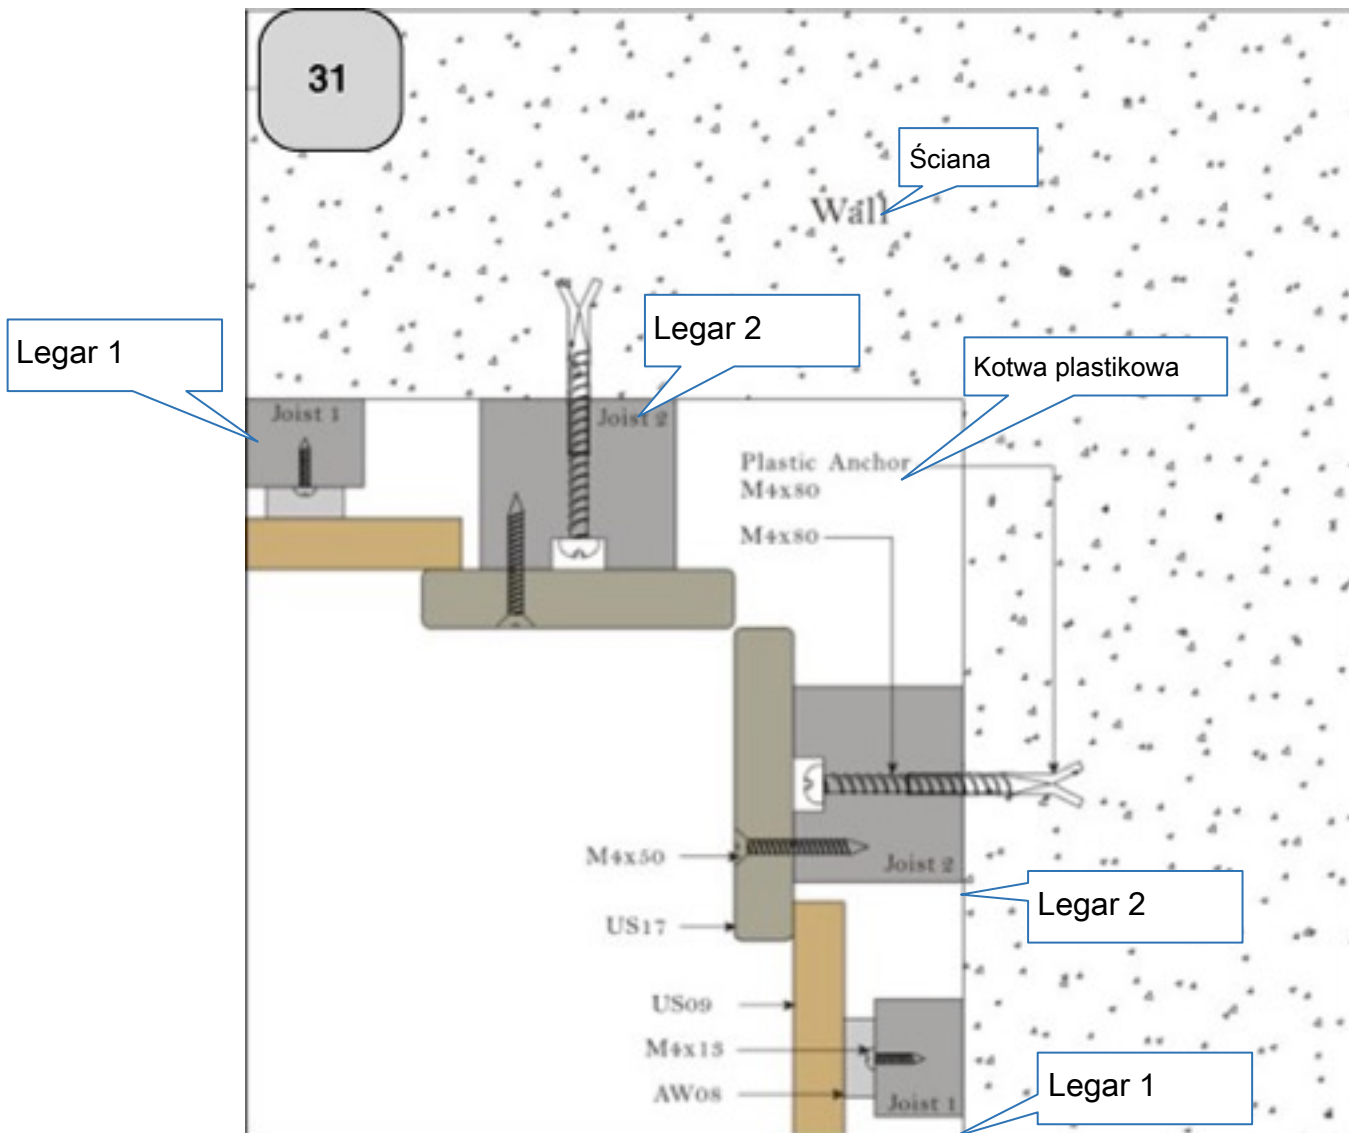 31
Ściana
Wall
Legar 1
Legar 2
Kotwa plastikowa
Joist 1
Joist 2
Plastic Anchor
M4x80
M4x80
M4x50
Joist 2
Legar 2
US17
US09
M4x13
AW08
Joist 1
Legar 1